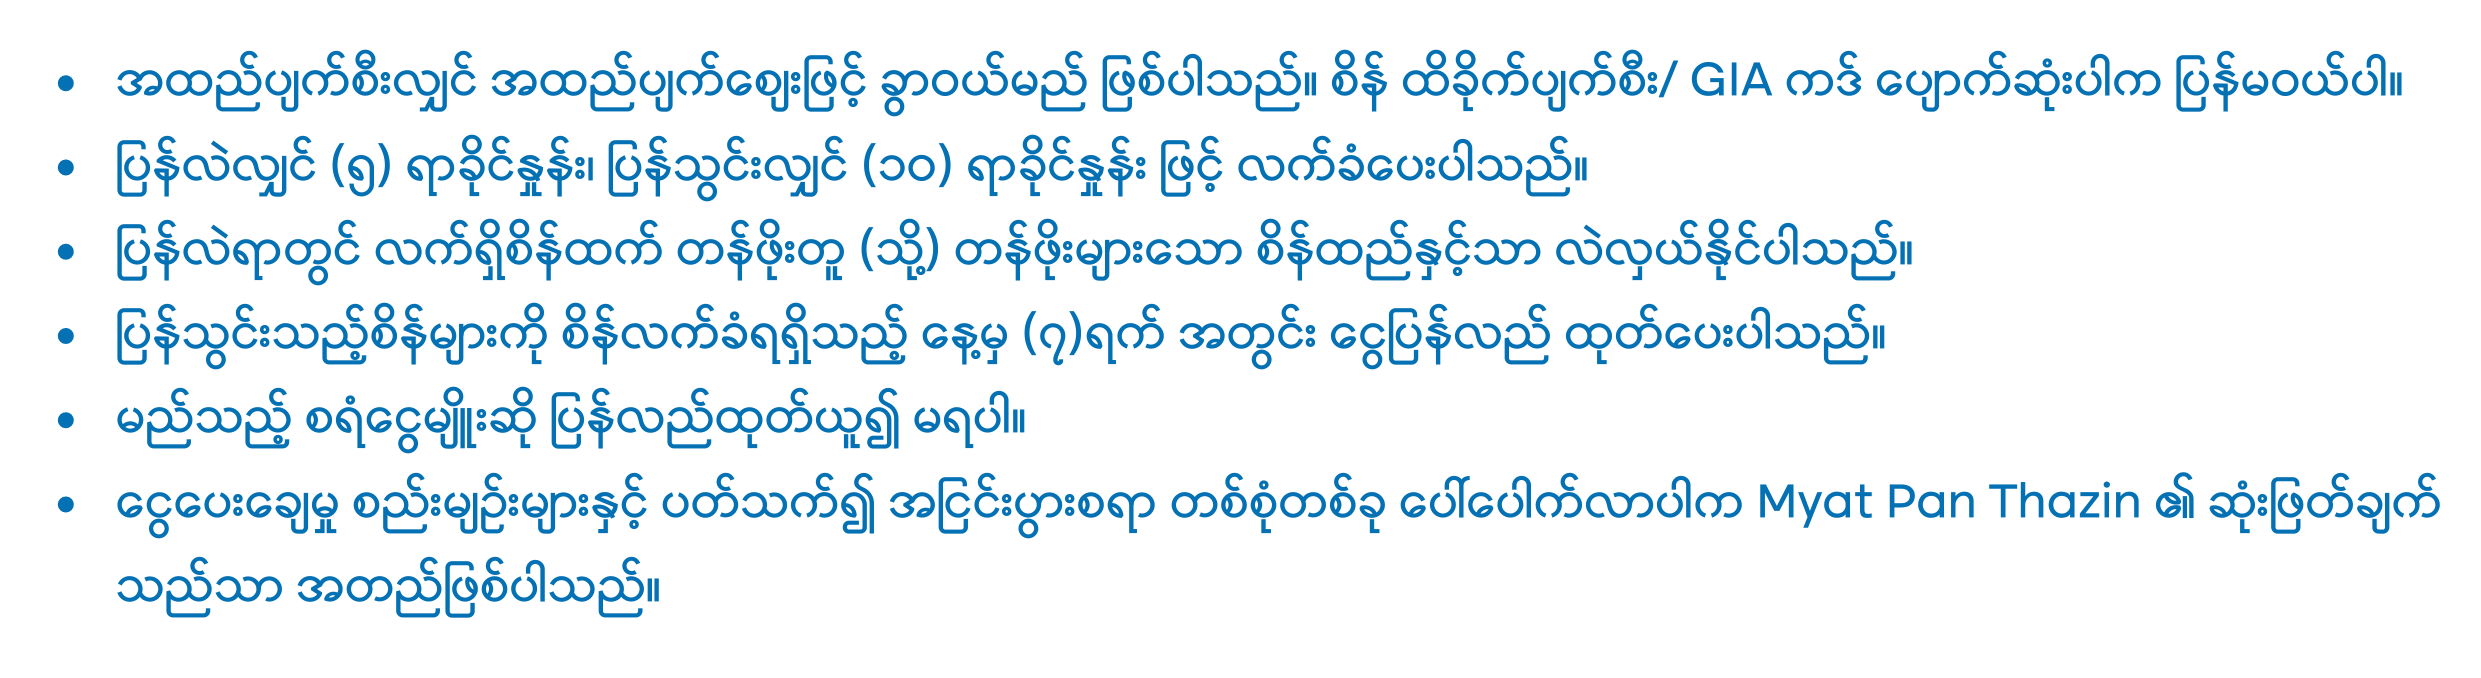 • အထည်ပျက်စီးလျှင် အထည်ပျက်ဈေးဖြင့် ခွာဝယ်မည် ဖြစ်ပါသည်။ စိန် ထိခိုက်ပျက်စီး/ GIA ကဒ် ပျောက်ဆုံးပါက ပြန်မဝယ်ပါ။
• ပြန်လဲလျှင် (၅) ရာခိုင်နှုန်း၊ ပြန်သွင်းလျှင် (၁၀) ရာခိုင်နှုန်း ဖြင့် လက်ခံပေးပါသည်။
• ပြန်လဲရာတွင် လက်ရှိစိန်ထက် တန်ဖိုးတူ (သို့) တန်ဖိုးများသော စိန်ထည်နှင့်သာ လဲလှယ်နိုင်ပါသည်။
• ပြန်သွင်းသည့်စိန်များကို စိန်လက်ခံရရှိသည့် နေ့မှ (၇)ရက် အတွင်း ငွေပြန်လည် ထုတ်ပေးပါသည်။
• မည်သည့် စရံငွေမျိုးဆို ပြန်လည်ထုတ်ယူ၍ မရပါ။
• ငွေပေးချေမှု စည်းမျဉ်းများနှင့် ပတ်သက်၍ အငြင်းပွားစရာ တစ်စုံတစ်ခု ပေါ်ပေါက်လာပါက Myat Pan Thazin ၏ ဆုံးဖြတ်ချက်
သည်သာ အတည်ဖြစ်ပါသည်။